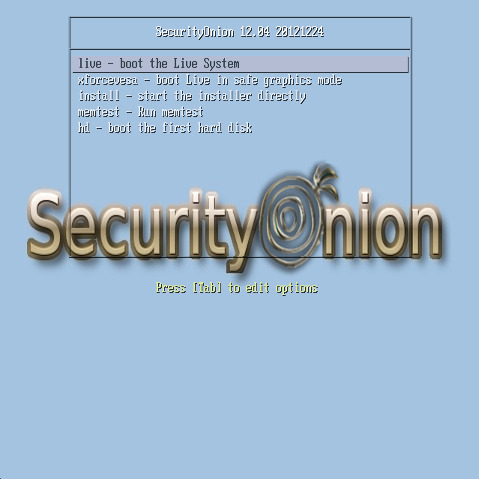 SecurityOnion 12.04 20121224
live - boot the Live System
xforcevesa - boot Live in safe graphics mode
install - start the installer directly
memtest - Run memtest
hd - boot the first hard disk
SecurityOnion
Press [Tab] to edit options